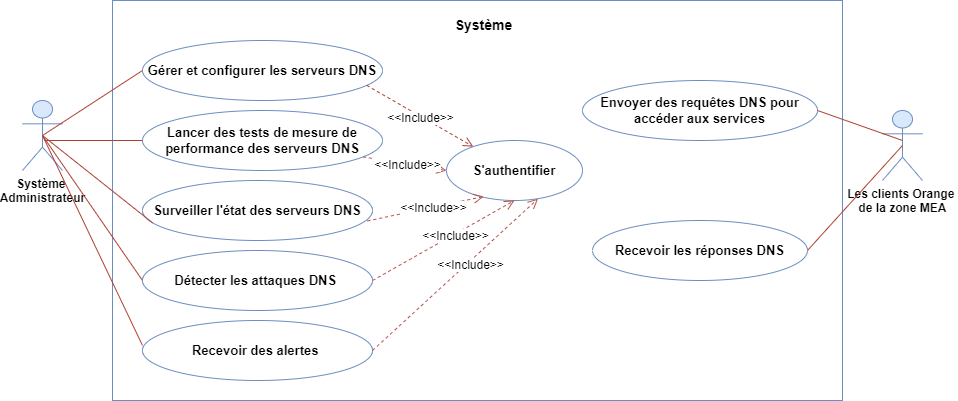 Système
Gérer et configurer les serveurs DNS
<<Include>>
Lancer des tests de mesure de
performance des serveurs DNS
<<Include>>
S'authentifier
Surveiller l'état des serveurs DNS
<<Include>>
Détecter les attaques DNS
<<Include>>
<<Include>>
Recevoir des alertes
Système
Administrateur
Envoyer des requêtes DNS pour
accéder aux services
Recevoir les réponses DNS
Les clients Orange
de la zone MEA